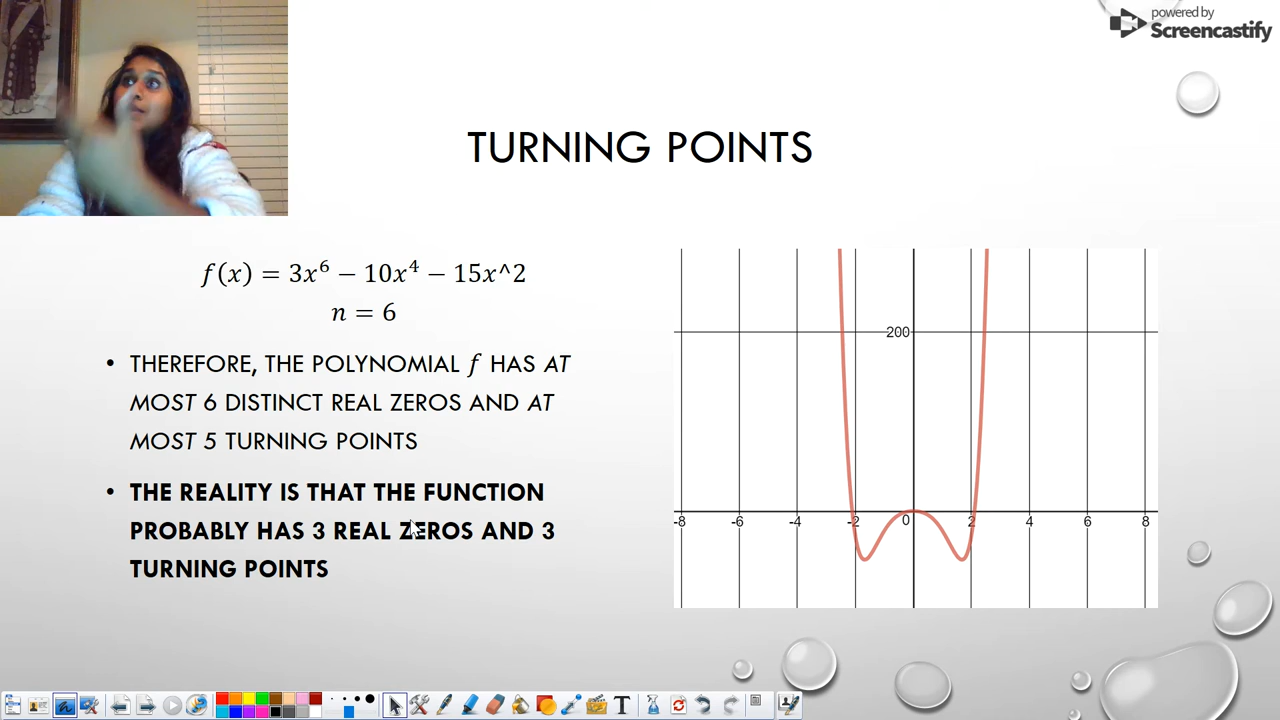 powered by
Screencastify
TURNING POINTS
f(x) = 3x⁶ − 10x⁴ − 15x^2
n = 6
• THEREFORE, THE POLYNOMIAL f HAS AT
MOST 6 DISTINCT REAL ZEROS AND AT
MOST 5 TURNING POINTS
• THE REALITY IS THAT THE FUNCTION
PROBABLY HAS 3 REAL ZEROS AND 3
TURNING POINTS
200
-8 -6 -4 -2 0 2 4 6 8
T